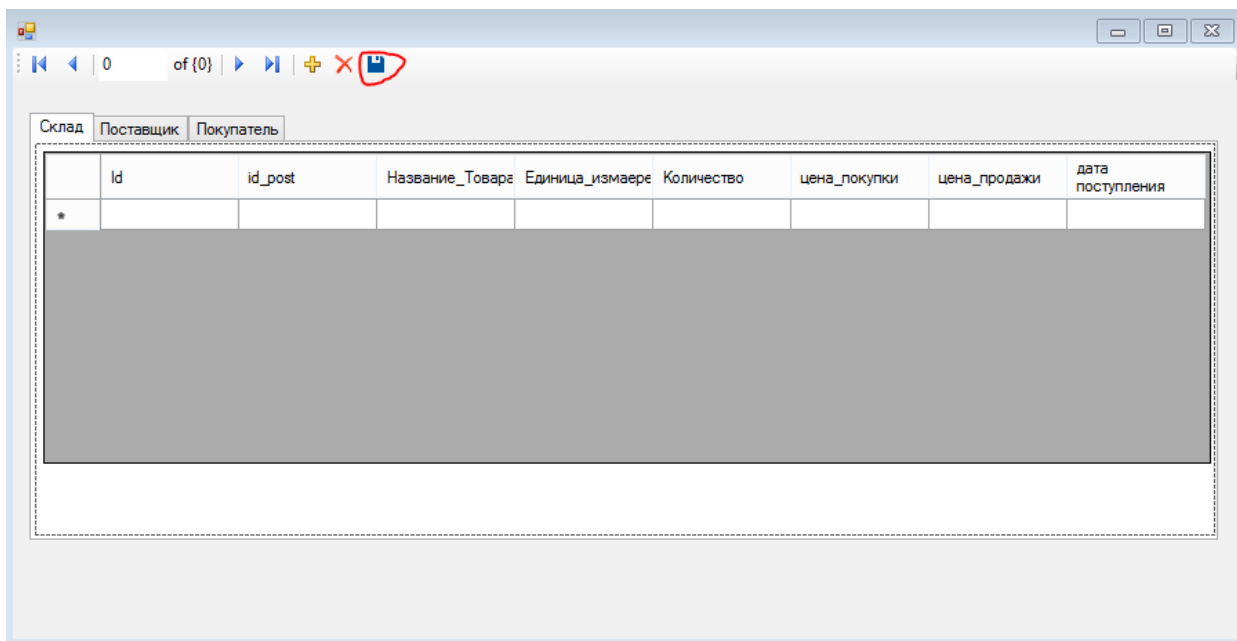 0 of {0}
Склад Поставщик Покупатель
Id id_post Название_Товара Единица_измаере Количество цена_покупки цена_продажи дата
поступления
*